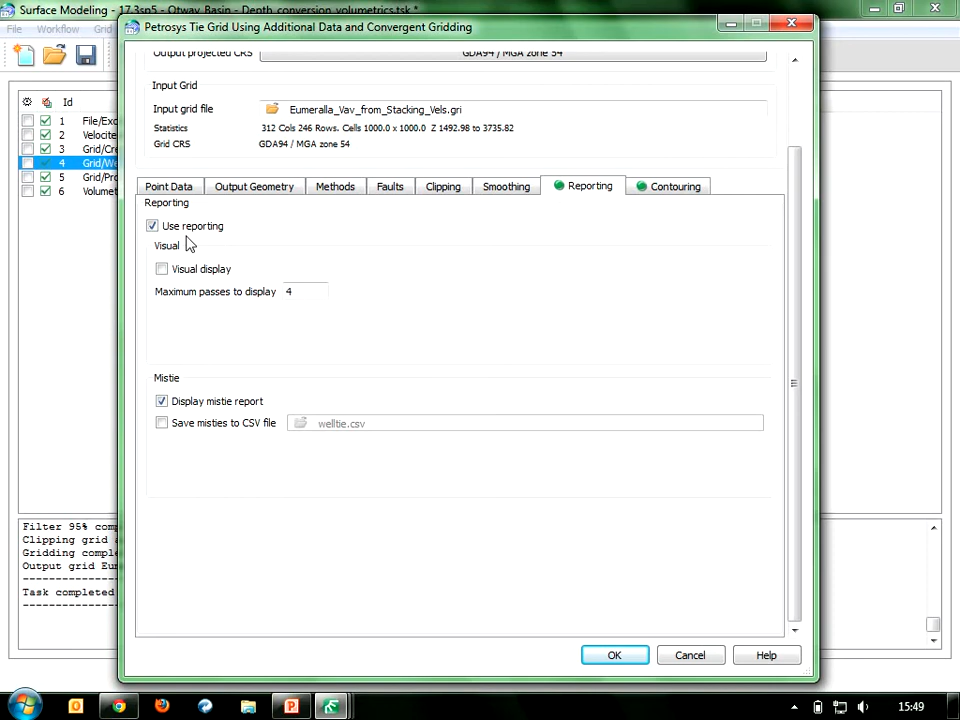 Surface Modeling - 17.3sp5 - Otway_Basin - Depth_conversion_volumetrics.tsk *
Petrosys Tie Grid Using Additional Data and Convergent Gridding
File Workflow Grid
Output projected CRS GDA94 / MGA zone 54
Input Grid
Input grid file Eumeralla_Vav_from_Stacking_Vels.gri
Statistics 312 Cols 246 Rows. Cells 1000.0 x 1000.0 Z 1492.98 to 3735.82
Grid CRS GDA94 / MGA zone 54
Id
1 File/Exc
2 Velocite
3 Grid/Cre
4 Grid/We
5 Grid/Pro
6 Volumet
Point Data Output Geometry Methods Faults Clipping Smoothing Reporting Contouring
Reporting
Use reporting
Visual
Visual display
Maximum passes to display 4
Mistie
Display mistie report
Save misties to CSV file welltie.csv
Filter 95% comp
Clipping grid a
Gridding comple
Output grid Eum
---------------
Task completed
---------------
OK Cancel Help
15:49